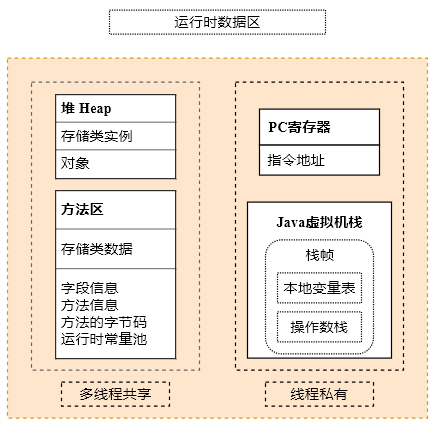 运行时数据区
堆 Heap
存储类实例
对象
方法区
存储类数据
字段信息
方法信息
方法的字节码
运行时常量池
多线程共享
PC寄存器
指令地址
Java虚拟机栈
栈帧
本地变量表
操作数栈
线程私有